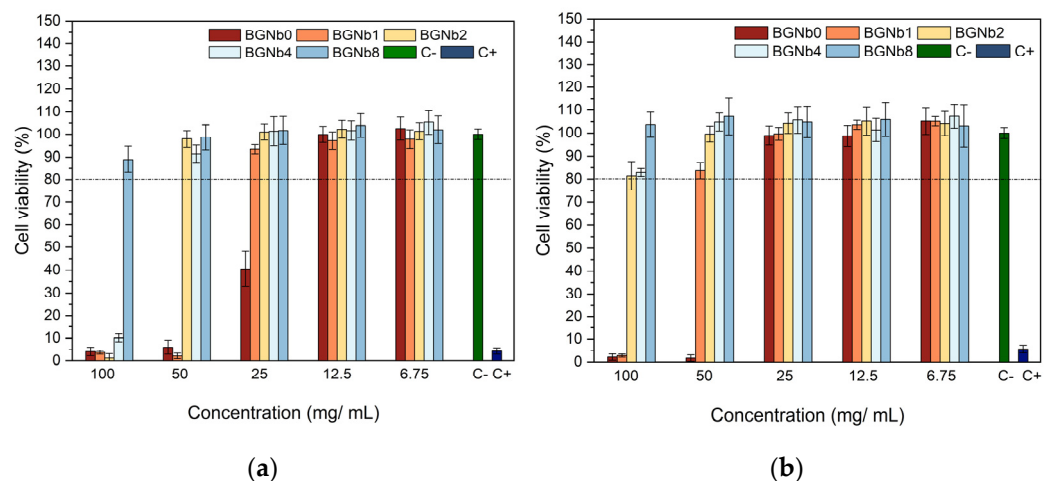 150
140
130
120
110
100
90
80
70
60
50
40
30
20
10
0
Cell viability (%)
BGNb0 BGNb1 BGNb2
BGNb4 BGNb8 C- C+
100 50 25 12.5 6.75 C- C+
Concentration (mg/ mL)
(a)
150
140
130
120
110
100
90
80
70
60
50
40
30
20
10
0
Cell viability (%)
BGNb0 BGNb1 BGNb2
BGNb4 BGNb8 C- C+
100 50 25 12.5 6.75 C- C+
Concentration (mg/ mL)
(b)